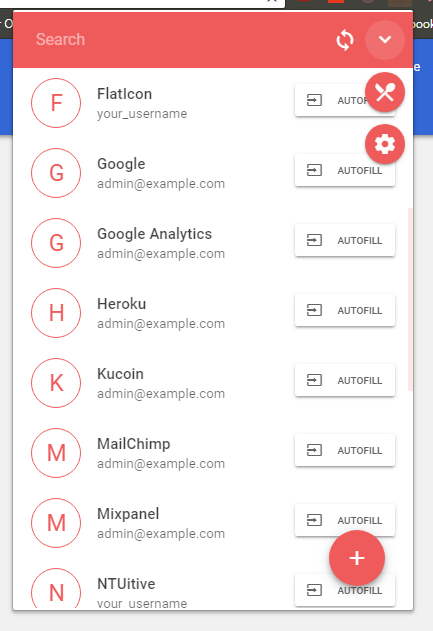 Search
F
FlatIcon
your_username
AUTOFILL
G
Google
admin@example.com
AUTOFILL
G
Google Analytics
admin@example.com
AUTOFILL
H
Heroku
admin@example.com
AUTOFILL
K
Kucoin
admin@example.com
AUTOFILL
M
MailChimp
admin@example.com
AUTOFILL
M
Mixpanel
admin@example.com
AUTOFILL
N
NTUitive
your_username
AUTOFILL